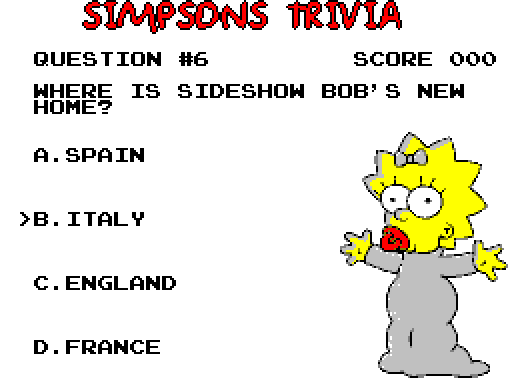 SIMPSONS TRIVIA
QUESTION #6 SCORE 000
WHERE IS SIDESHOW BOB'S NEW
HOME?
A.SPAIN
>B.ITALY
C.ENGLAND
D.FRANCE